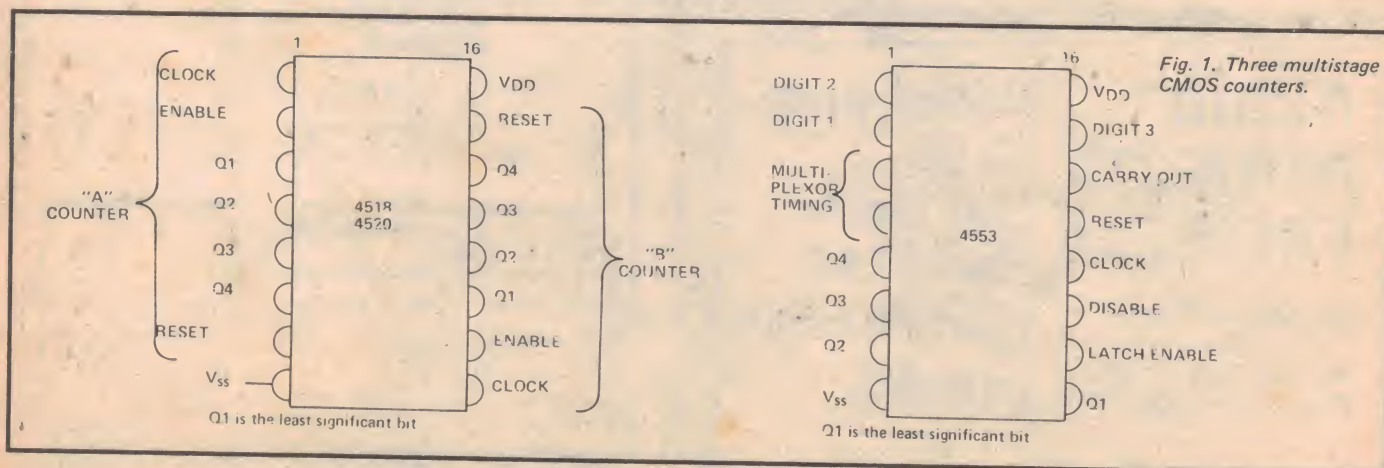 Fig. 1. Three multistage
CMOS counters.
1
16
CLOCK
ENABLE
Q1
Q2
Q3
Q4
RESET
VSS
"A"
COUNTER
4518
4520
VDD
RESET
Q4
Q3
Q2
Q1
ENABLE
CLOCK
"B"
COUNTER
Q1 is the least significant bit
1
16
DIGIT 2
DIGIT 1
MULTI-
PLEXOR
TIMING
Q4
Q3
Q2
VSS
4553
VDD
DIGIT 3
CARRY OUT
RESET
CLOCK
DISABLE
LATCH ENABLE
Q1
Q1 is the least significant bit